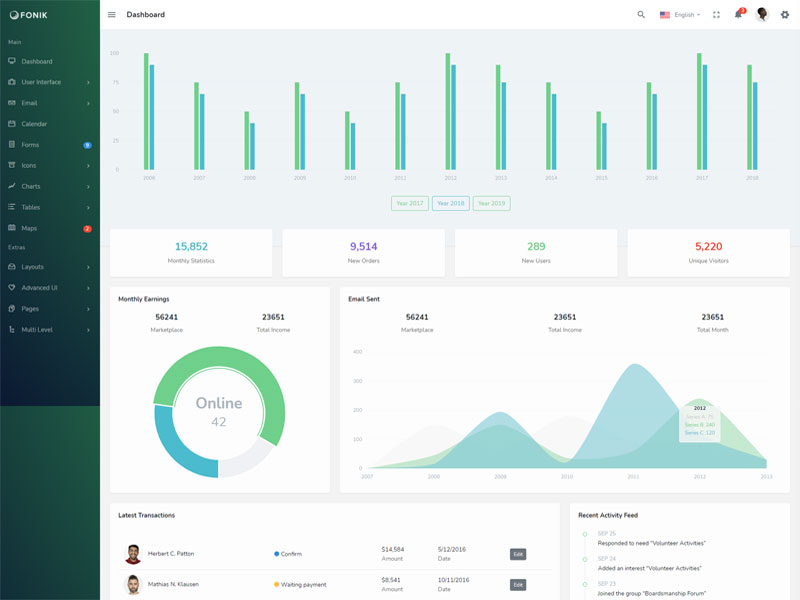 FONIK
Dashboard
English
3
Main
Dashboard
User Interface
Email
Calendar
Forms
8
Icons
Charts
Tables
Maps
2
Extras
Layouts
Advanced UI
Pages
Multi Level
100
75
50
25
0
2006 2007 2008 2009 2010 2011 2012 2013 2014 2015 2016 2017 2018
Year 2017 Year 2018 Year 2019
15,852
Monthly Statistics
9,514
New Orders
289
New Users
5,220
Unique Visitors
Monthly Earnings
56241 23651
Marketplace Total Income
Online
42
Email Sent
56241 23651 23651
Marketplace Total Income Total Month
400
300
200
100
0
2012
Series A: 75
Series B: 240
Series C: 120
2007 2008 2009 2010 2011 2012 2013
Latest Transactions
Herbert C. Patton Confirm $14,584 5/12/2016 Edit
Amount Date
Mathias N. Klausen Waiting payment $8,541 10/11/2016 Edit
Amount Date
Recent Activity Feed
SEP 25
Responded to need "Volunteer Activities"
SEP 24
Added an interest "Volunteer Activities"
SEP 23
Joined the group "Boardsmanship Forum"